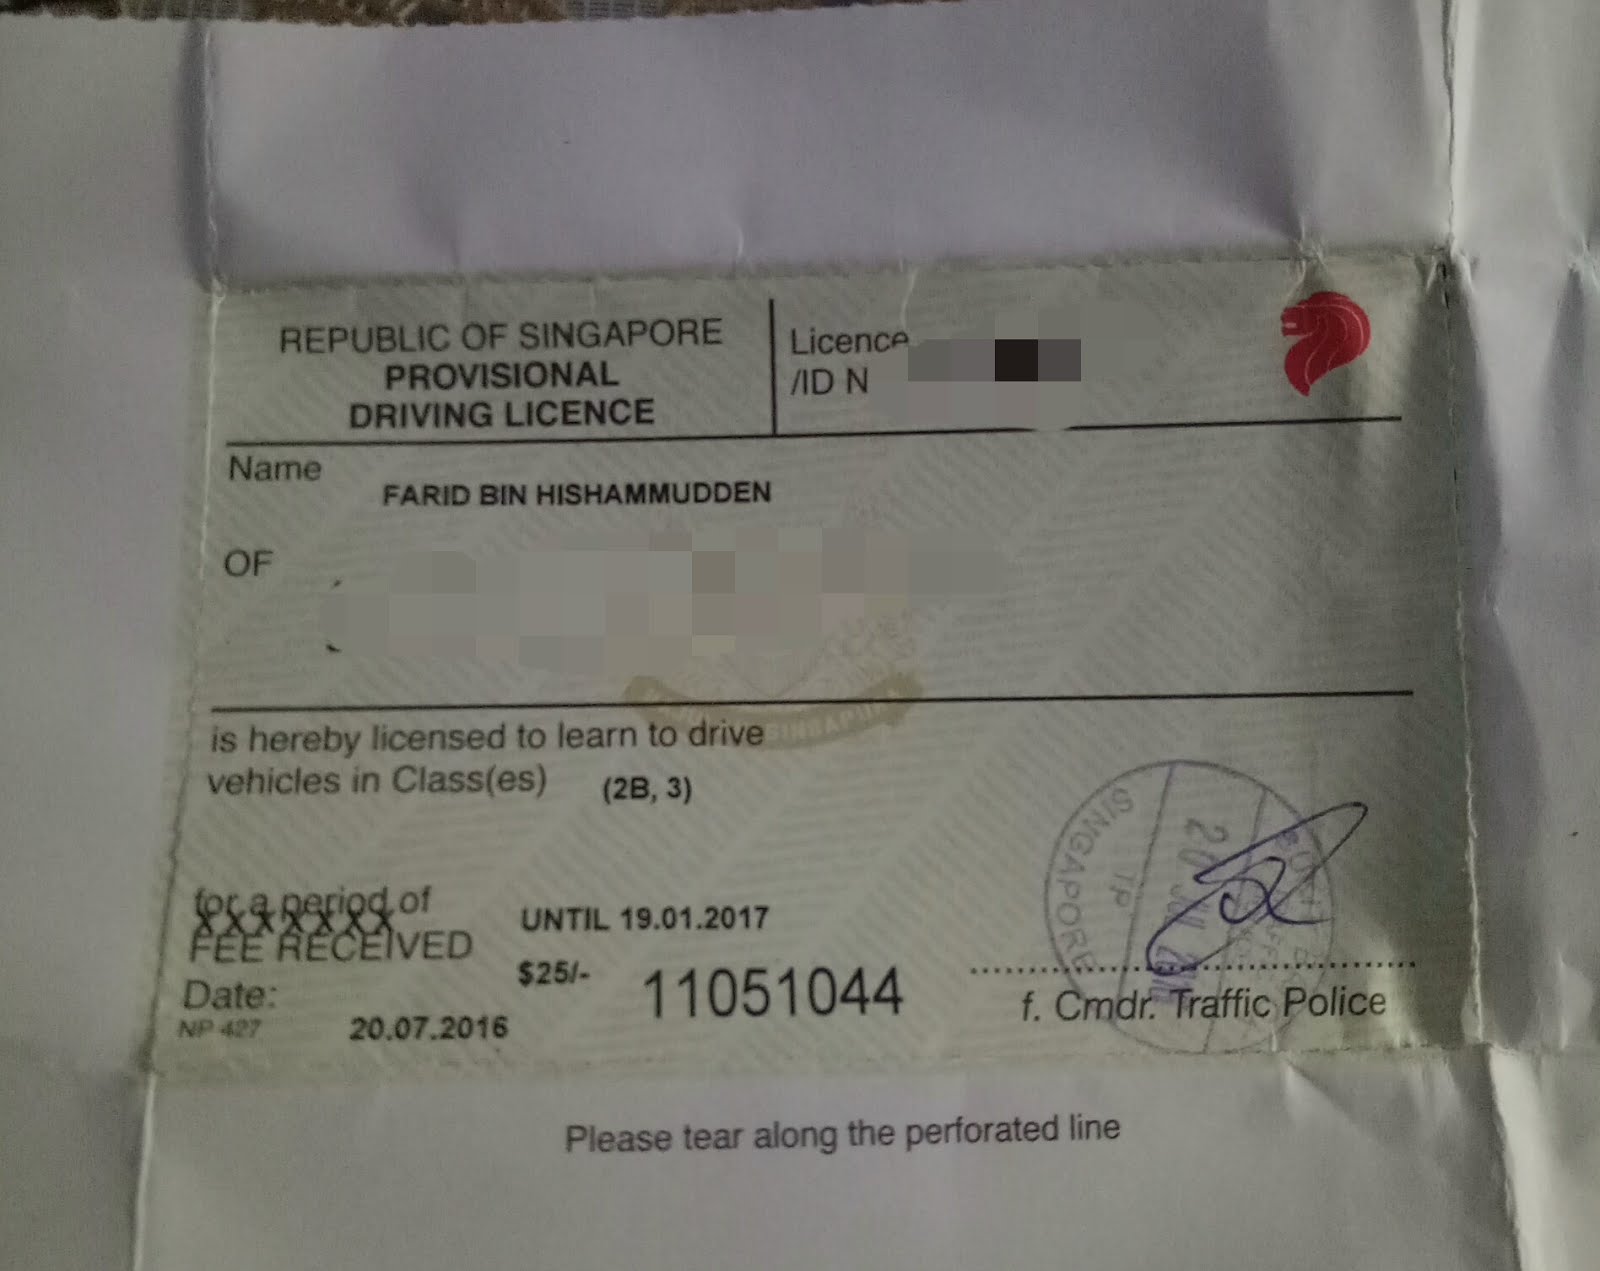 REPUBLIC OF SINGAPORE
PROVISIONAL
DRIVING LICENCE
Licence
/ID N
Name
FARID BIN HISHAMMUDDEN
OF
is hereby licensed to learn to drive
vehicles in Class(es) (2B, 3)
for a period of UNTIL 19.01.2017
XXXXXXX
FEE RECEIVED $25/-
Date: 20.07.2016
NP 427
11051044
SINGAPORE
TP
20
f. Cmdr. Traffic Police
Please tear along the perforated line